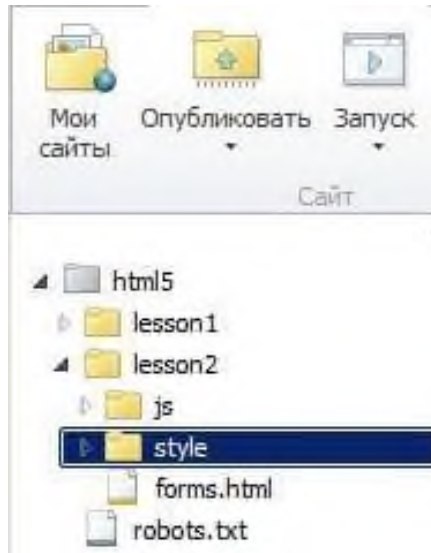 Мои сайты
Опубликовать
Запуск
Сайт
html5
lesson1
lesson2
js
style
forms.html
robots.txt